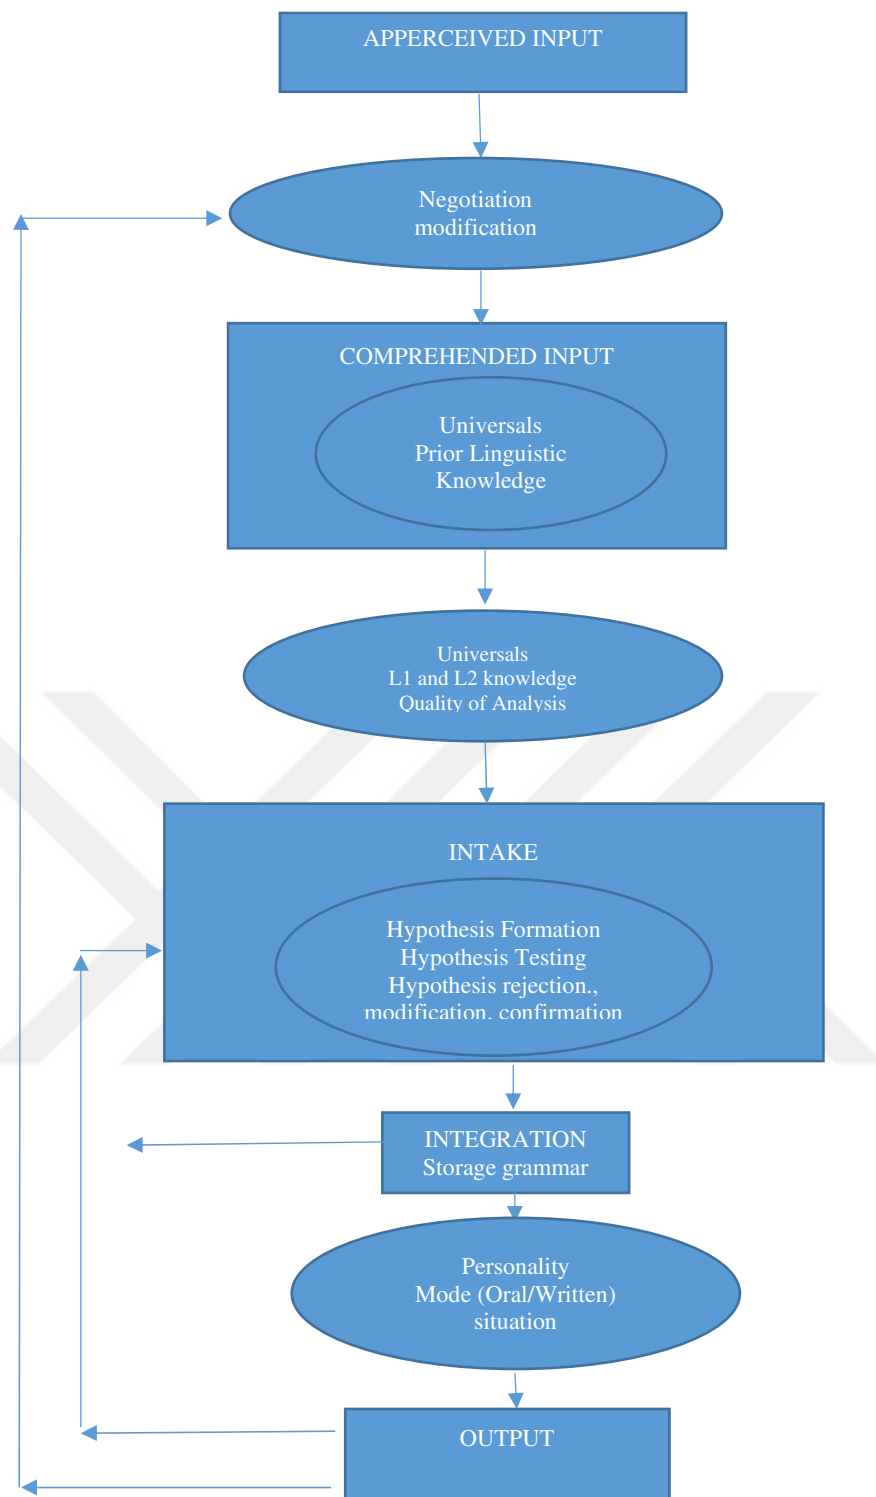 APPERCEIVED INPUT
Negotiation
modification
COMPREHENDED INPUT
Universals
Prior Linguistic
Knowledge
Universals
L1 and L2 knowledge
Quality of Analysis
INTAKE
Hypothesis Formation
Hypothesis Testing
Hypothesis rejection.,
modification, confirmation
INTEGRATION
Storage grammar
Personality
Mode (Oral/Written)
situation
OUTPUT